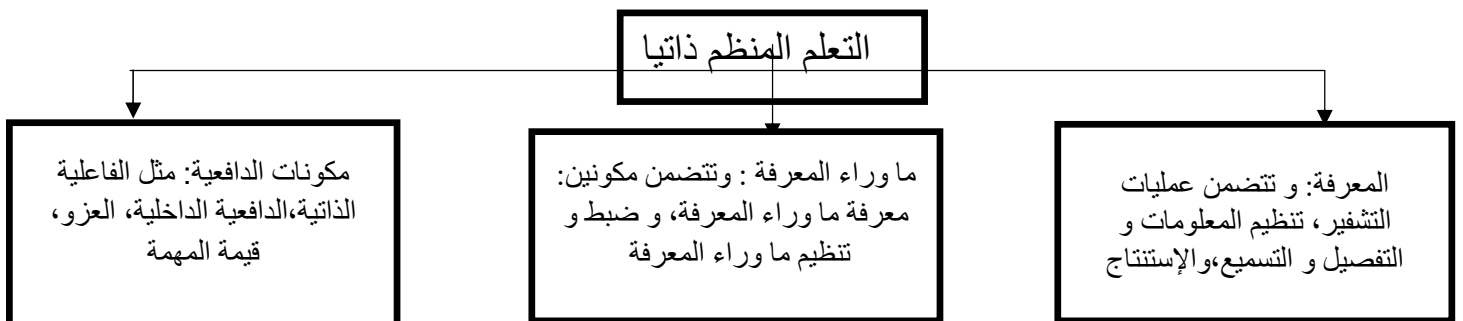 التعلم المنظم ذاتيا
المعرفة: و تتضمن عمليات
التشفير، تنظيم المعلومات و
التفصيل و التسميع،والإستنتاج
ما وراء المعرفة : وتتضمن مكونين:
معرفة ما وراء المعرفة، و ضبط و
تنظيم ما وراء المعرفة
مكونات الدافعية: مثل الفاعلية
الذاتية،الدافعية الداخلية، العزو،
قيمة المهمة